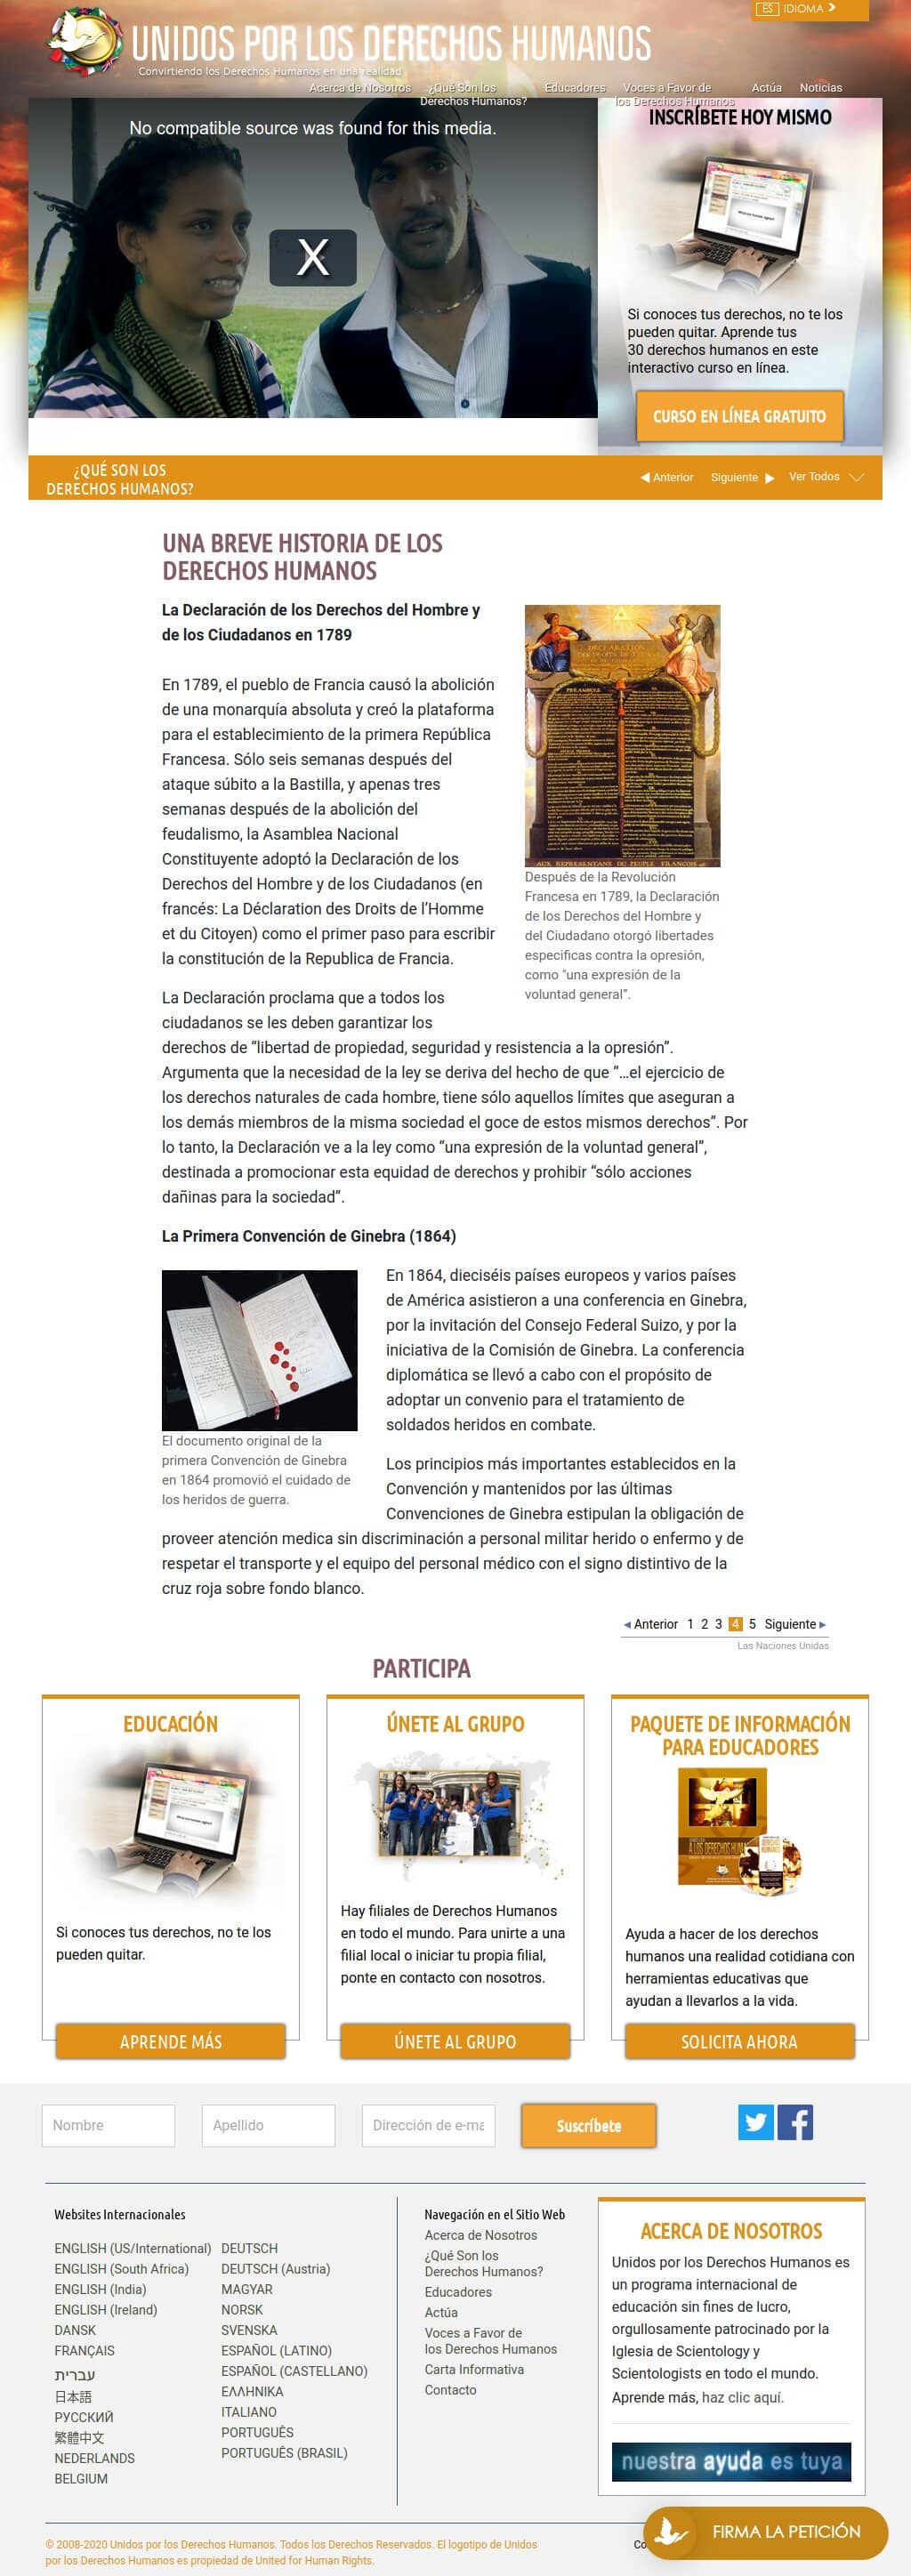 ES IDIOMA
UNIDOS POR LOS DERECHOS HUMANOS
Convirtiendo los Derechos Humanos en una realidad
Acerca de Nosotros
¿Qué Son los
Derechos Humanos?
Educadores
Voces a Favor de
los Derechos Humanos
Actúa
Noticias
No compatible source was found for this media.
X
INSCRÍBETE HOY MISMO
Si conoces tus derechos, no te los
pueden quitar. Aprende tus
30 derechos humanos en este
interactivo curso en línea.
CURSO EN LÍNEA GRATUITO
¿QUÉ SON LOS
DERECHOS HUMANOS?
Anterior Siguiente Ver Todos
UNA BREVE HISTORIA DE LOS
DERECHOS HUMANOS
La Declaración de los Derechos del Hombre y
de los Ciudadanos en 1789
En 1789, el pueblo de Francia causó la abolición
de una monarquía absoluta y creó la plataforma
para el establecimiento de la primera República
Francesa. Sólo seis semanas después del
ataque súbito a la Bastilla, y apenas tres
semanas después de la abolición del
feudalismo, la Asamblea Nacional
Constituyente adoptó la Declaración de los
Derechos del Hombre y de los Ciudadanos (en
francés: La Déclaration des Droits de l’Homme
et du Citoyen) como el primer paso para escribir
la constitución de la Republica de Francia.
AUX REPRESENTANS DU PEUPLE FRANCOIS
Después de la Revolución
Francesa en 1789, la Declaración
de los Derechos del Hombre y
del Ciudadano otorgó libertades
especificas contra la opresión,
como "una expresión de la
voluntad general”.
La Declaración proclama que a todos los
ciudadanos se les deben garantizar los
derechos de “libertad de propiedad, seguridad y resistencia a la opresión”.
Argumenta que la necesidad de la ley se deriva del hecho de que “…el ejercicio de
los derechos naturales de cada hombre, tiene sólo aquellos límites que aseguran a
los demás miembros de la misma sociedad el goce de estos mismos derechos”. Por
lo tanto, la Declaración ve a la ley como “una expresión de la voluntad general”,
destinada a promocionar esta equidad de derechos y prohibir “sólo acciones
dañinas para la sociedad”.
La Primera Convención de Ginebra (1864)
El documento original de la
primera Convención de Ginebra
en 1864 promovió el cuidado de
los heridos de guerra.
En 1864, dieciséis países europeos y varios países
de América asistieron a una conferencia en Ginebra,
por la invitación del Consejo Federal Suizo, y por la
iniciativa de la Comisión de Ginebra. La conferencia
diplomática se llevó a cabo con el propósito de
adoptar un convenio para el tratamiento de
soldados heridos en combate.
Los principios más importantes establecidos en la
Convención y mantenidos por las últimas
Convenciones de Ginebra estipulan la obligación de
proveer atención medica sin discriminación a personal militar herido o enfermo y de
respetar el transporte y el equipo del personal médico con el signo distintivo de la
cruz roja sobre fondo blanco.
Anterior 1 2 3 4 5 Siguiente
Las Naciones Unidas
PARTICIPA
EDUCACIÓN
Si conoces tus derechos, no te los
pueden quitar.
APRENDE MÁS
ÚNETE AL GRUPO
Hay filiales de Derechos Humanos
en todo el mundo. Para unirte a una
filial local o iniciar tu propia filial,
ponte en contacto con nosotros.
ÚNETE AL GRUPO
PAQUETE DE INFORMACIÓN
PARA EDUCADORES
Ayuda a hacer de los derechos
humanos una realidad cotidiana con
herramientas educativas que
ayudan a llevarlos a la vida.
SOLICITA AHORA
Nombre
Apellido
Dirección de e-ma
Suscríbete
Websites Internacionales
ENGLISH (US/International)
ENGLISH (South Africa)
ENGLISH (India)
ENGLISH (Ireland)
DANSK
FRANÇAIS
עברית
日本語
РУССКИЙ
繁體中文
NEDERLANDS
BELGIUM
DEUTSCH
DEUTSCH (Austria)
MAGYAR
NORSK
SVENSKA
ESPAÑOL (LATINO)
ESPAÑOL (CASTELLANO)
ΕΛΛΗΝΙΚΑ
ITALIANO
PORTUGUÊS
PORTUGUÊS (BRASIL)
Navegación en el Sitio Web
Acerca de Nosotros
¿Qué Son los
Derechos Humanos?
Educadores
Actúa
Voces a Favor de
los Derechos Humanos
Carta Informativa
Contacto
ACERCA DE NOSOTROS
Unidos por los Derechos Humanos es
un programa internacional de
educación sin fines de lucro,
orgullosamente patrocinado por la
Iglesia de Scientology y
Scientologists en todo el mundo.
Aprende más, haz clic aquí.
nuestra ayuda es tuya
© 2008-2020 Unidos por los Derechos Humanos. Todos los Derechos Reservados. El logotipo de Unidos
por los Derechos Humanos es propiedad de United for Human Rights.
Co
FIRMA LA PETICIÓN